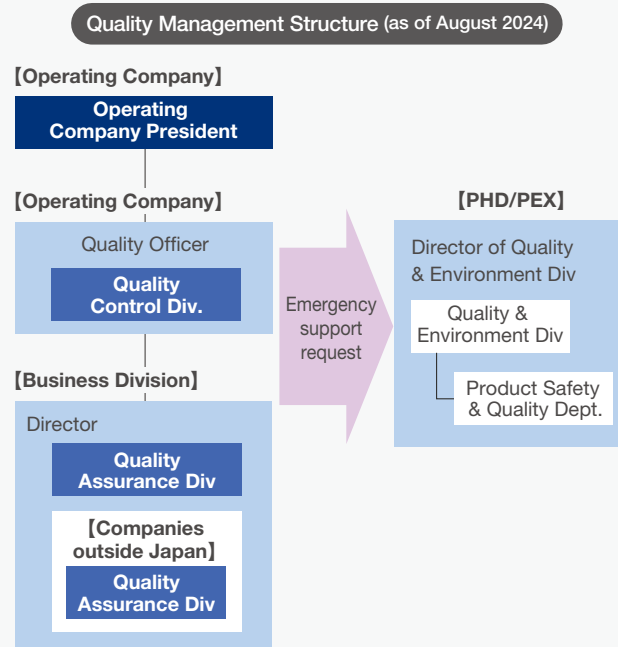 Quality Management Structure (as of August 2024)
【Operating Company】
Operating
Company President
【Operating Company】
Quality Officer
Quality
Control Div.
【Business Division】
Director
Quality
Assurance Div
【Companies
outside Japan】
Quality
Assurance Div
Emergency
support
request
【PHD/PEX】
Director of Quality
& Environment Div
Quality &
Environment Div
Product Safety
& Quality Dept.